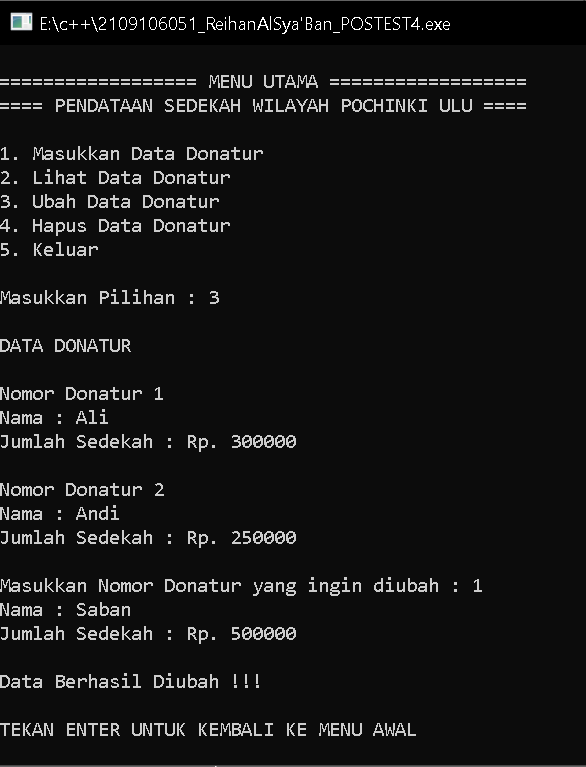 E:\c++\2109106051_ReihanAlSya'Ban_POSTEST4.exe
================== MENU UTAMA ==================
==== PENDATAAN SEDEKAH WILAYAH POCHINKI ULU ====
1. Masukkan Data Donatur
2. Lihat Data Donatur
3. Ubah Data Donatur
4. Hapus Data Donatur
5. Keluar
Masukkan Pilihan : 3
DATA DONATUR
Nomor Donatur 1
Nama : Ali
Jumlah Sedekah : Rp. 300000
Nomor Donatur 2
Nama : Andi
Jumlah Sedekah : Rp. 250000
Masukkan Nomor Donatur yang ingin diubah : 1
Nama : Saban
Jumlah Sedekah : Rp. 500000
Data Berhasil Diubah !!!
TEKAN ENTER UNTUK KEMBALI KE MENU AWAL